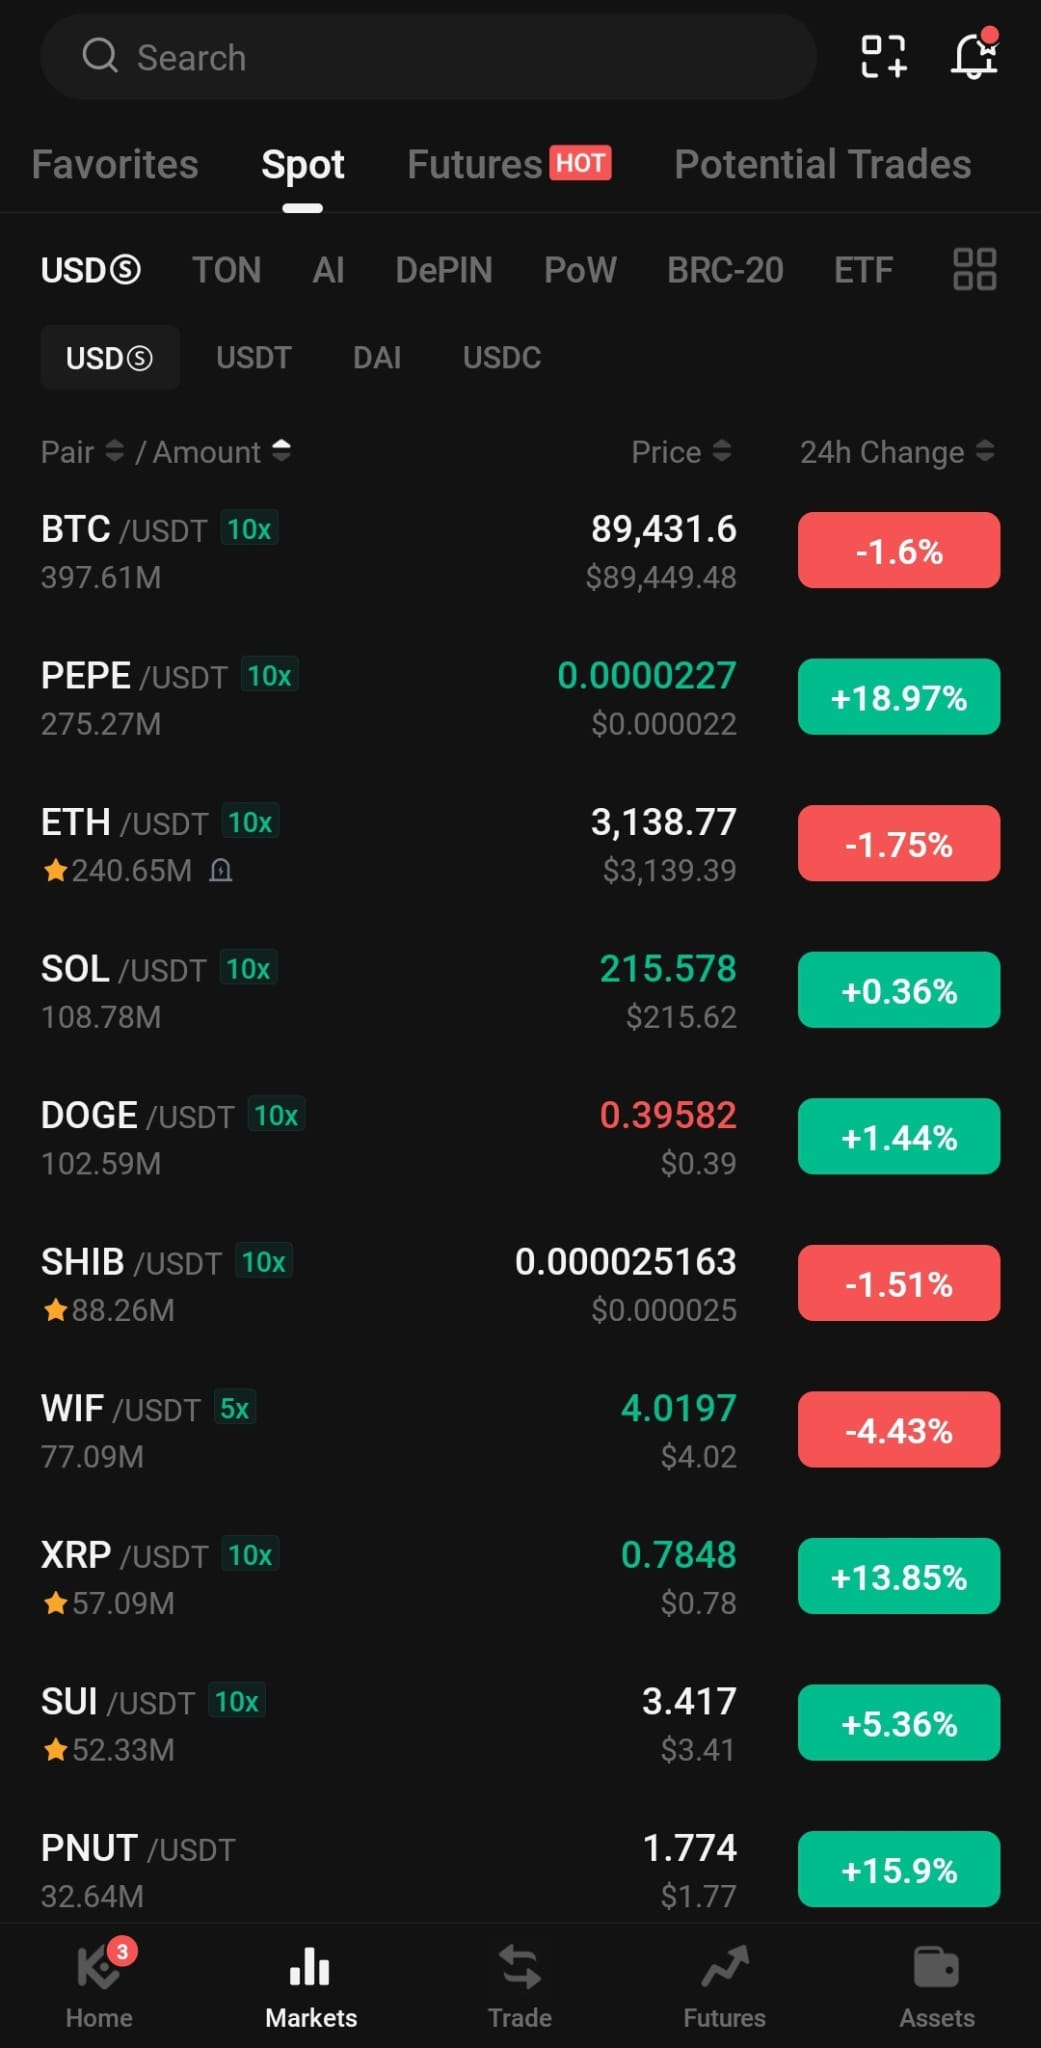 Search
Favorites Spot Futures HOT Potential Trades
USDⓈ TON AI DePIN PoW BRC-20 ETF
USDⓈ USDT DAI USDC
Pair / Amount Price 24h Change
BTC /USDT 10x 89,431.6 -1.6%
397.61M $89,449.48
PEPE /USDT 10x 0.0000227 +18.97%
275.27M $0.000022
ETH /USDT 10x 3,138.77 -1.75%
240.65M $3,139.39
SOL /USDT 10x 215.578 +0.36%
108.78M $215.62
DOGE /USDT 10x 0.39582 +1.44%
102.59M $0.39
SHIB /USDT 10x 0.000025163 -1.51%
88.26M $0.000025
WIF /USDT 5x 4.0197 -4.43%
77.09M $4.02
XRP /USDT 10x 0.7848 +13.85%
57.09M $0.78
SUI /USDT 10x 3.417 +5.36%
52.33M $3.41
PNUT /USDT 1.774 +15.9%
32.64M $1.77
3
Home Markets Trade Futures Assets